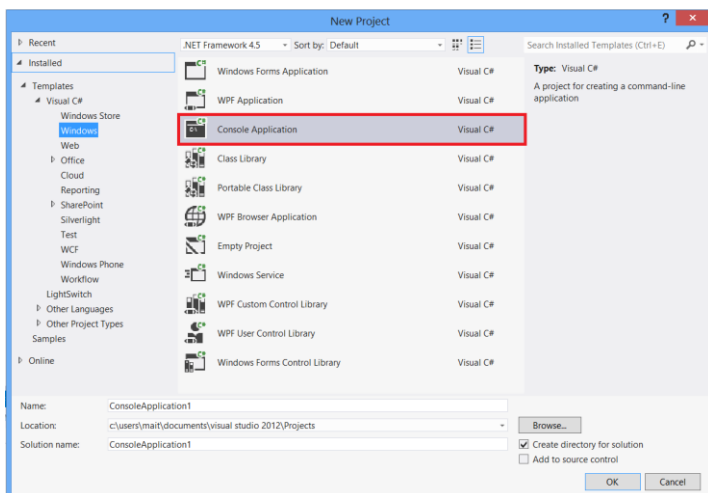 New Project
? ×
Recent
.NET Framework 4.5 Sort by: Default
Search Installed Templates (Ctrl+E)
Installed
Templates
Visual C#
Windows Store
Windows
Web
Office
Cloud
Reporting
SharePoint
Silverlight
Test
WCF
Windows Phone
Workflow
LightSwitch
Other Languages
Other Project Types
Samples
Online
Windows Forms Application Visual C#
WPF Application Visual C#
Console Application Visual C#
Class Library Visual C#
Portable Class Library Visual C#
WPF Browser Application Visual C#
Empty Project Visual C#
Windows Service Visual C#
WPF Custom Control Library Visual C#
WPF User Control Library Visual C#
Windows Forms Control Library Visual C#
Type: Visual C#
A project for creating a command-line
application
Name: ConsoleApplication1
Location: c:\users\mait\documents\visual studio 2012\Projects
Browse...
Solution name: ConsoleApplication1
Create directory for solution
Add to source control
OK Cancel